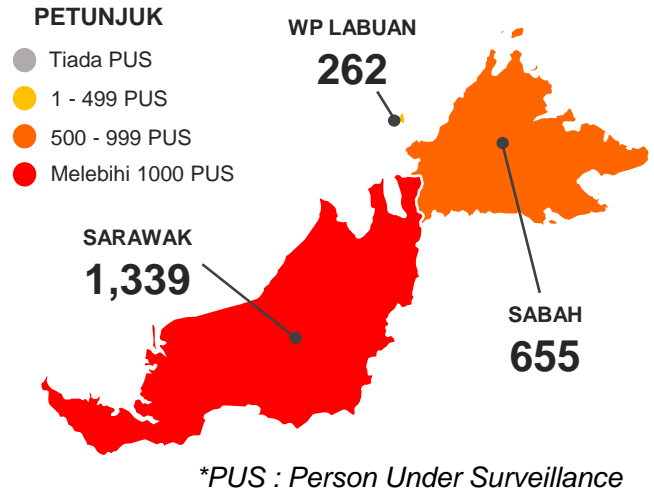 PETUNJUK
Tiada PUS
1 - 499 PUS
500 - 999 PUS
Melebihi 1000 PUS
WP LABUAN
262
SARAWAK
1,339
SABAH
655
*PUS : Person Under Surveillance